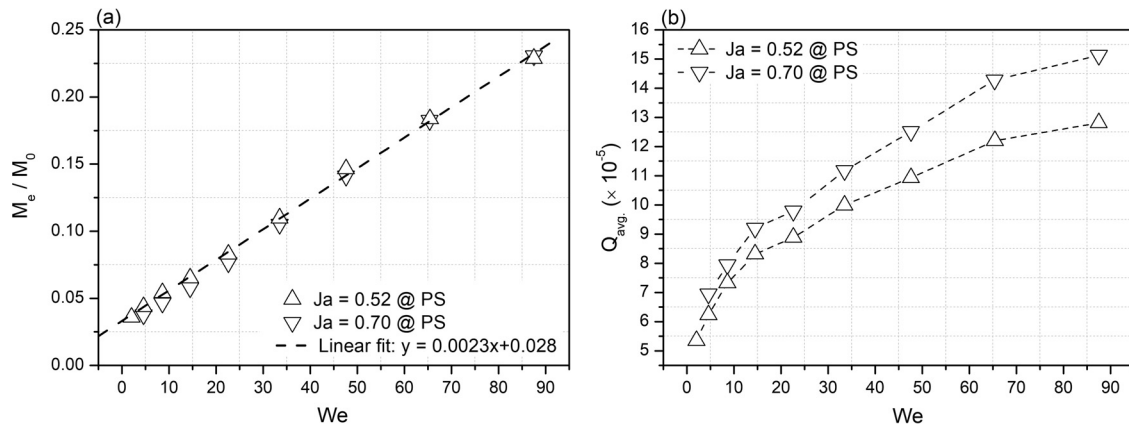 (a)
0.25
0.20
0.15
0.10
0.05
0.00
M_e / M_0
0 10 20 30 40 50 60 70 80 90
We
Ja = 0.52 @ PS
Ja = 0.70 @ PS
Linear fit: y = 0.0023x+0.028
(b)
16
15
14
13
12
11
10
9
8
7
6
5
Q_avg. (× 10^-5)
0 10 20 30 40 50 60 70 80 90
We
Ja = 0.52 @ PS
Ja = 0.70 @ PS